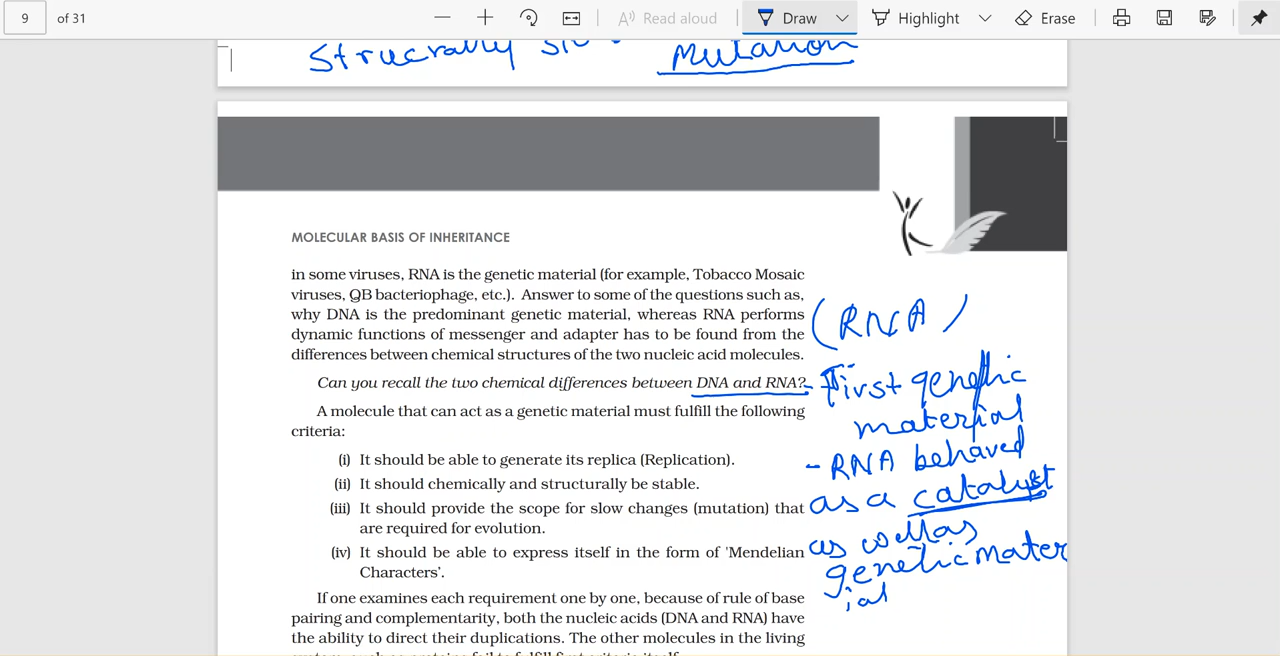 9 of 31 Read aloud Draw Highlight Erase
Strucrally
Mutation
MOLECULAR BASIS OF INHERITANCE
in some viruses, RNA is the genetic material (for example, Tobacco Mosaic
viruses, QB bacteriophage, etc.). Answer to some of the questions such as,
why DNA is the predominant genetic material, whereas RNA performs
dynamic functions of messenger and adapter has to be found from the
differences between chemical structures of the two nucleic acid molecules.
Can you recall the two chemical differences between DNA and RNA?
A molecule that can act as a genetic material must fulfill the following
criteria:
(i) It should be able to generate its replica (Replication).
(ii) It should chemically and structurally be stable.
(iii) It should provide the scope for slow changes (mutation) that
are required for evolution.
(iv) It should be able to express itself in the form of 'Mendelian
Characters'.
If one examines each requirement one by one, because of rule of base
pairing and complementarity, both the nucleic acids (DNA and RNA) have
the ability to direct their duplications. The other molecules in the living
(RNA)
- First genetic
material
- RNA behaved
as a catalyst
as well as
genetic mater
ial